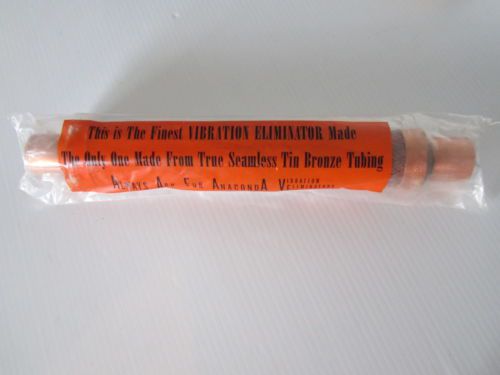 This is The Finest VIBRATION ELIMINATOR Made
The Only One Made From True Seamless Tin Bronze Tubing
ALWAYS ASK FOR ANACONDA VIBRATION ELIMINATORS